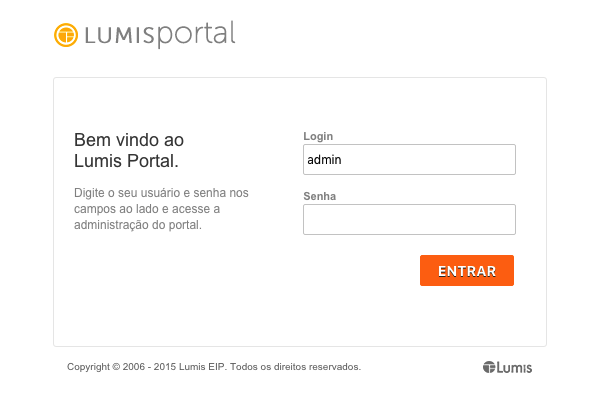 LUMISportal
Bem vindo ao
Lumis Portal.
Digite o seu usuário e senha nos
campos ao lado e acesse a
administração do portal.
Login
admin
Senha
ENTRAR
Copyright © 2006 - 2015 Lumis EIP. Todos os direitos reservados.
Lumis